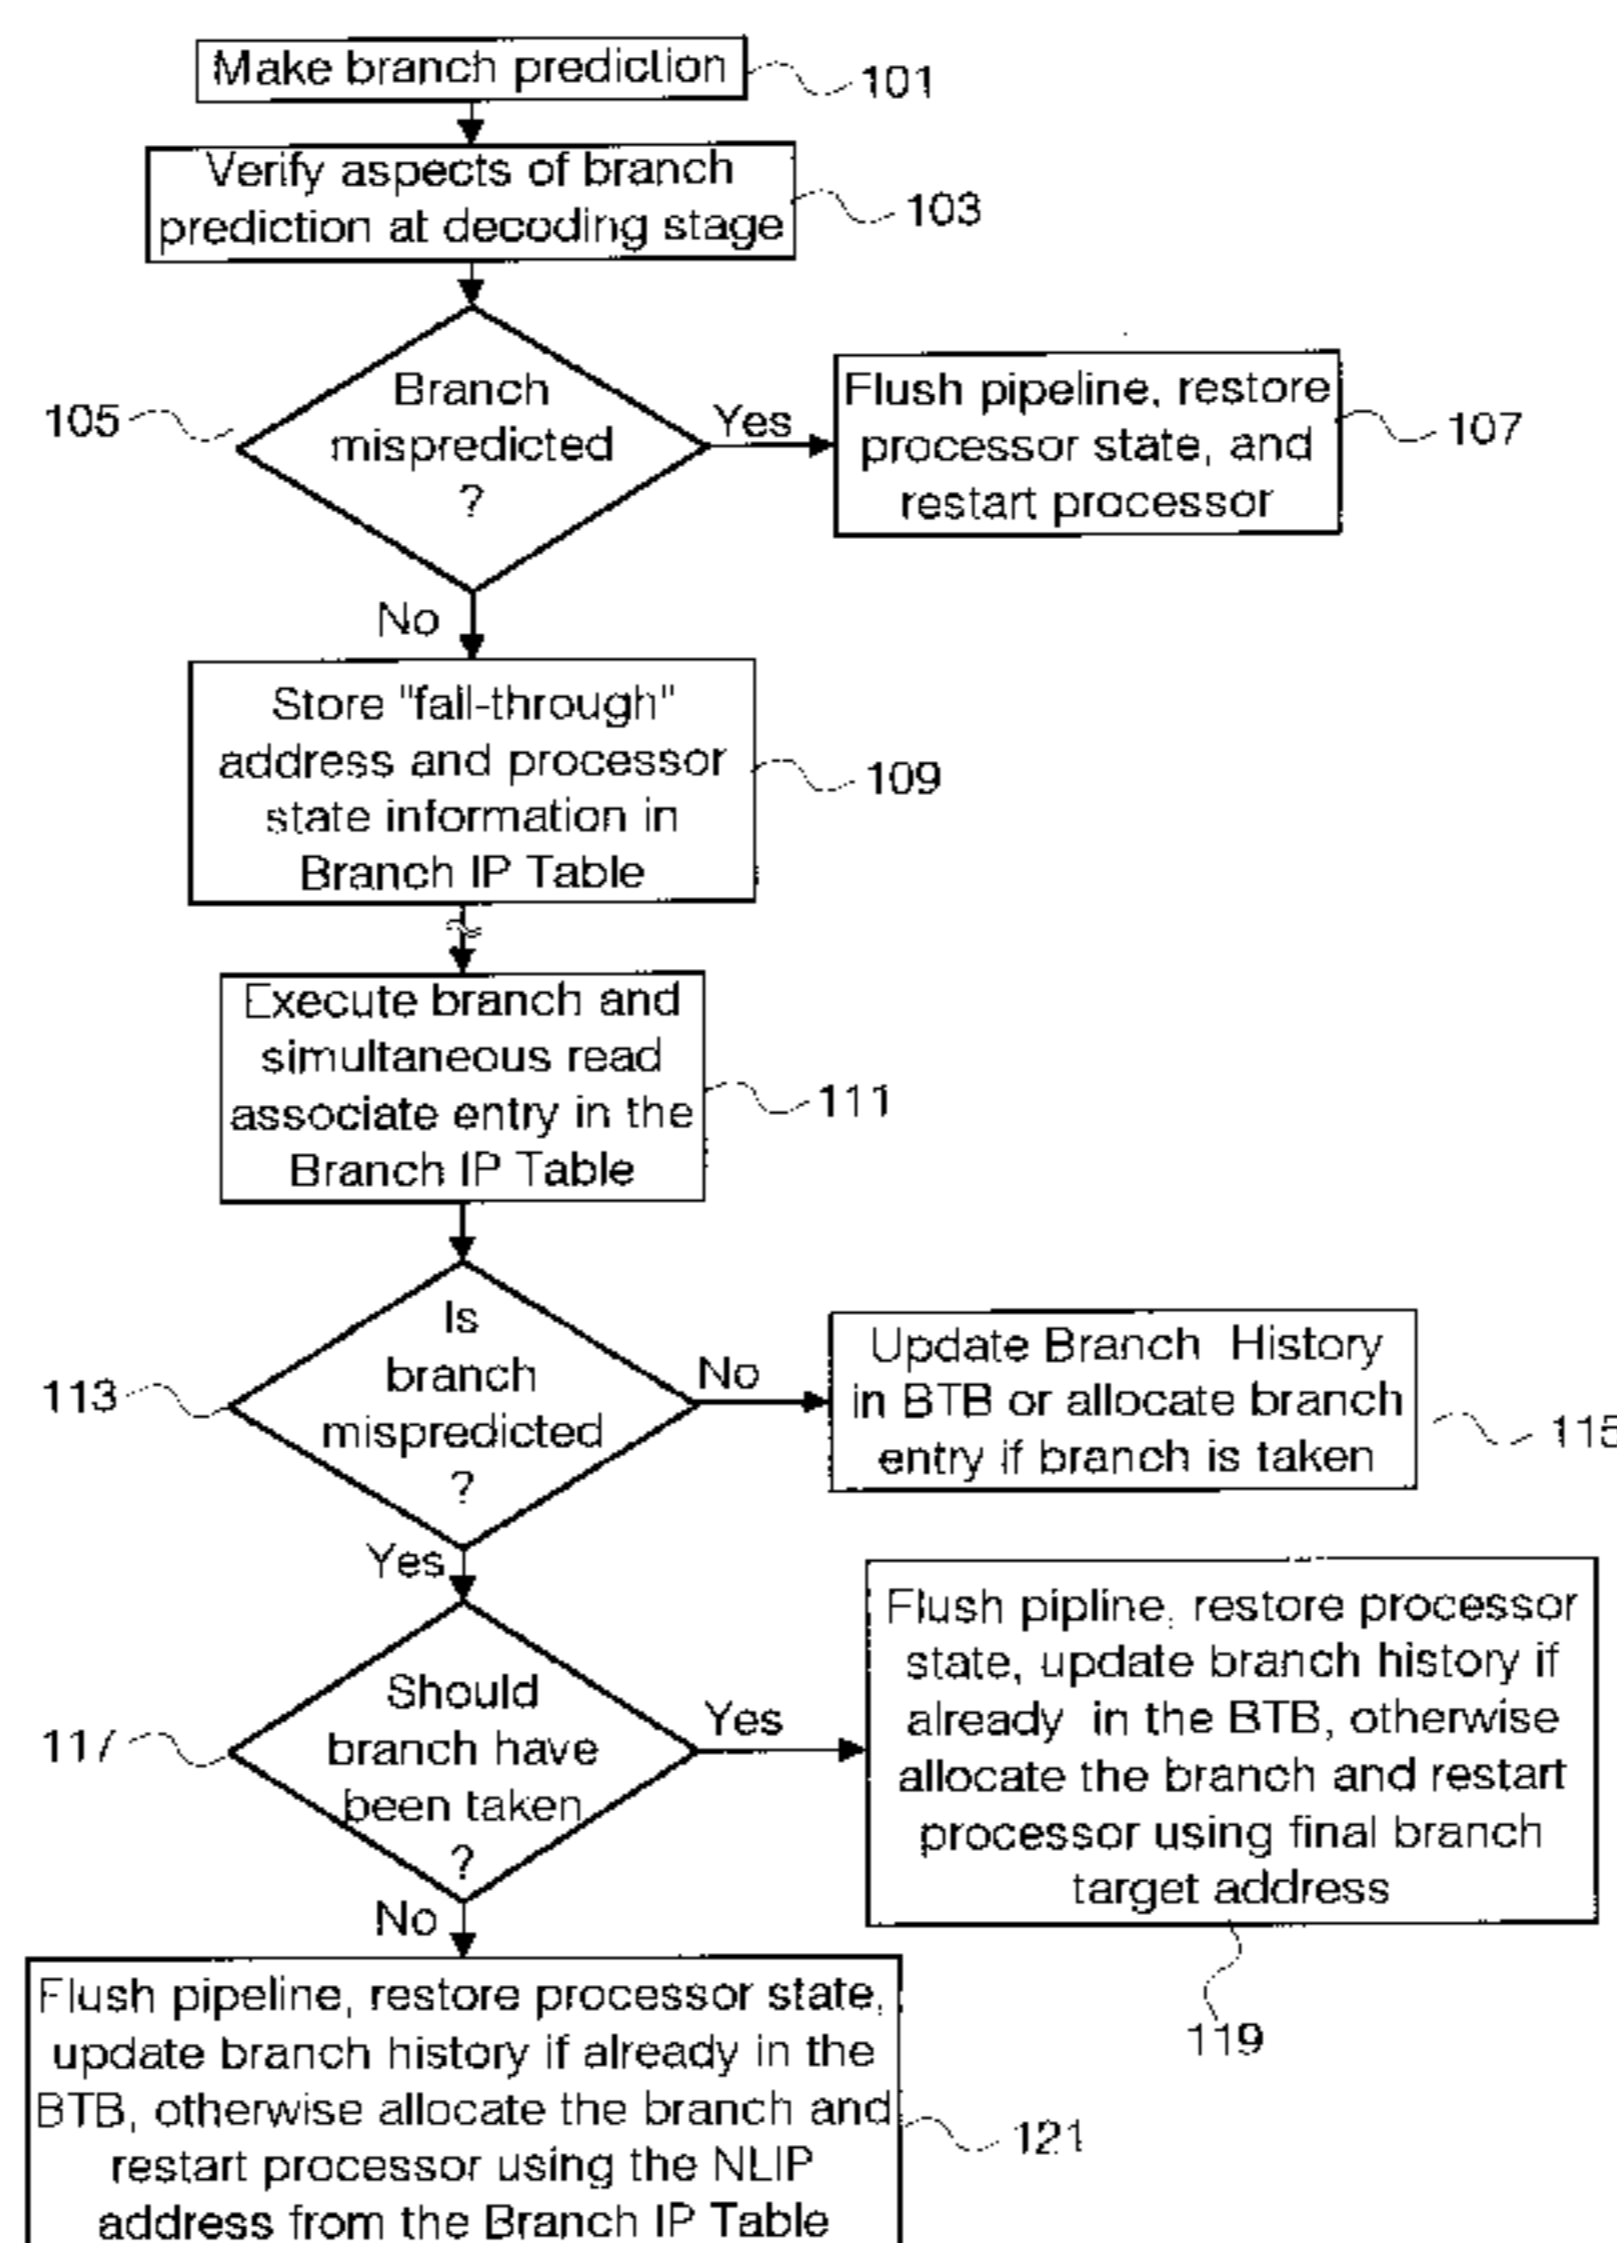 Make branch prediction
101
Verify aspects of branch
prediction at decoding stage
103
Branch
mispredicted
?
105
Yes
Flush pipeline, restore
processor state, and
restart processor
107
No
Store "fall-through"
address and processor
state information in
Branch IP Table
109
Execute branch and
simultaneous read
associate entry in the
Branch IP Table
111
Is
branch
mispredicted
?
113
No
Update Branch History
in BTB or allocate branch
entry if branch is taken
115
Yes
Should
branch have
been taken
?
117
Yes
Flush pipline, restore processor
state, update branch history if
already in the BTB, otherwise
allocate the branch and restart
processor using final branch
target address
119
No
Flush pipeline, restore processor state,
update branch history if already in the
BTB, otherwise allocate the branch and
restart processor using the NLIP
address from the Branch IP Table
121